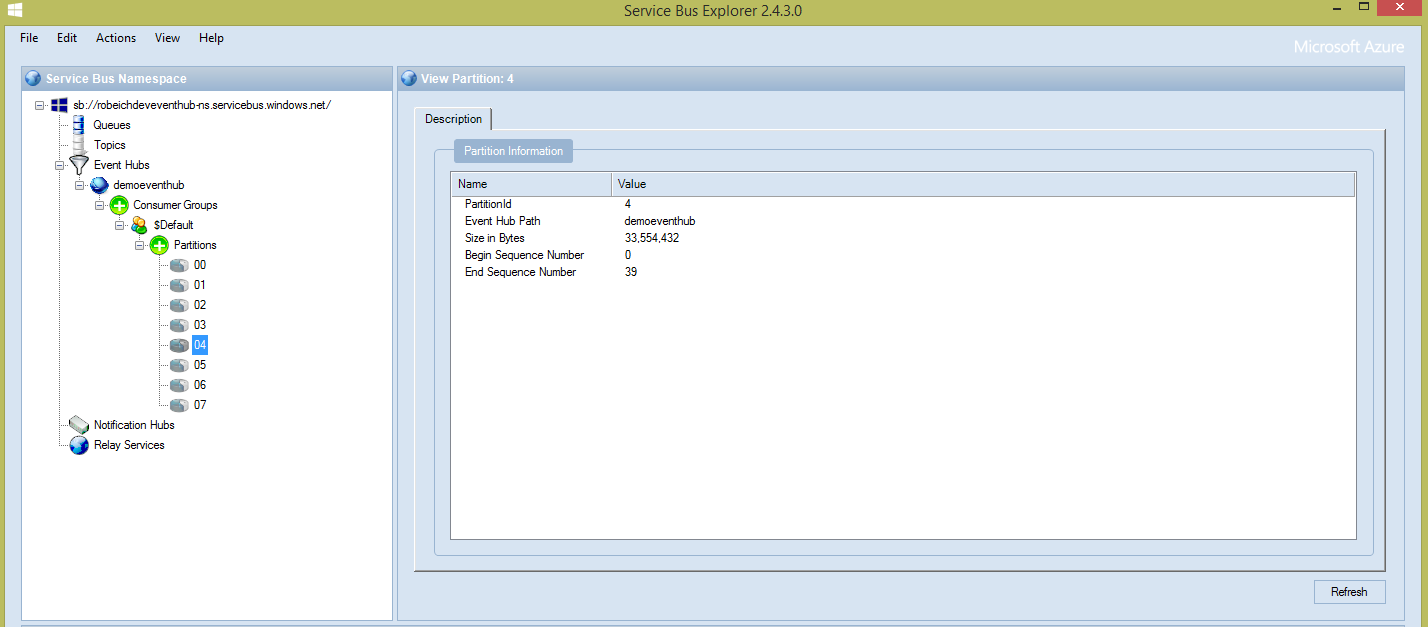 Service Bus Explorer 2.4.3.0
File Edit Actions View Help
Microsoft Azure
Service Bus Namespace
sb://robeichdeveventhub-ns.servicebus.windows.net/
Queues
Topics
Event Hubs
demoeventhub
Consumer Groups
$Default
Partitions
00
01
02
03
04
05
06
07
Notification Hubs
Relay Services
View Partition: 4
Description
Partition Information
Name Value
PartitionId 4
Event Hub Path demoeventhub
Size in Bytes 33,554,432
Begin Sequence Number 0
End Sequence Number 39
Refresh